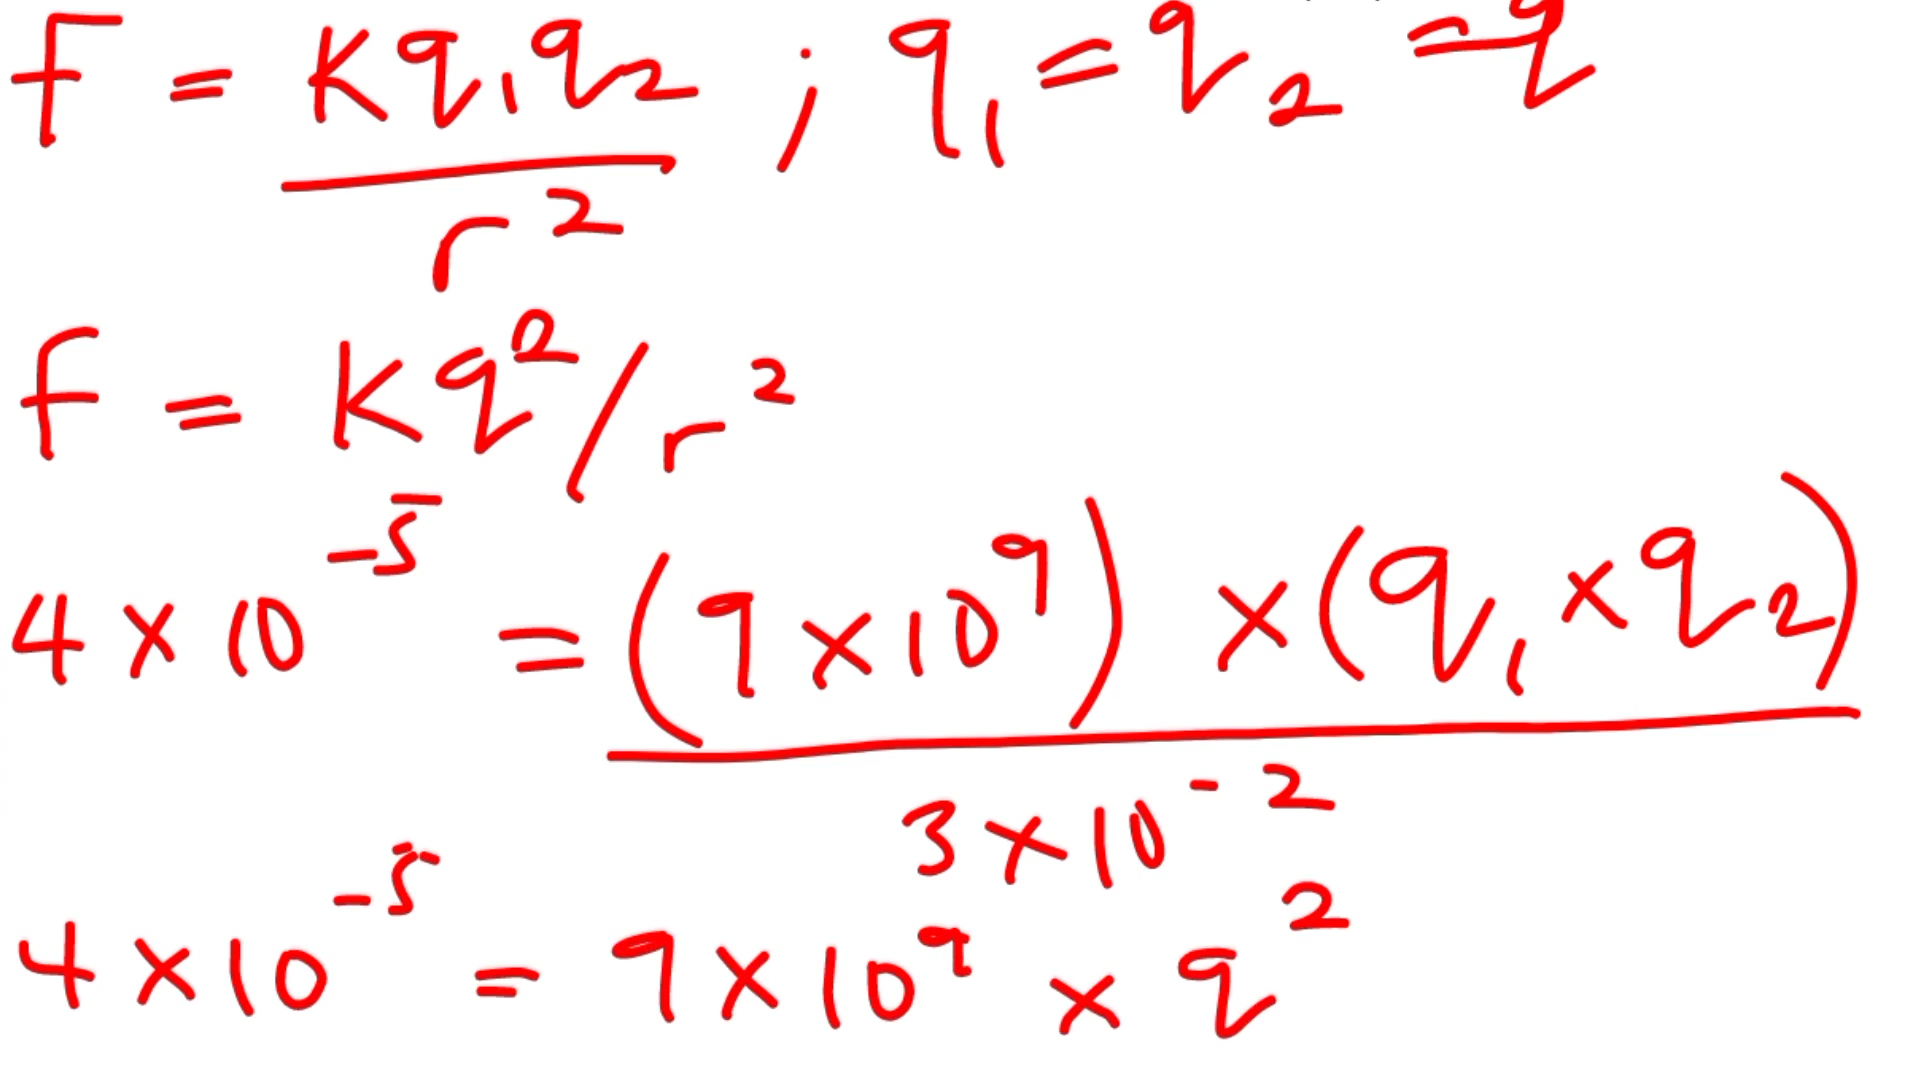 F = Kq₁q₂ / r² ; q₁ = q₂ = q
F = Kq²/r²
4 × 10⁻⁵ = (9 × 10⁹) × (q₁ × q₂) / 3 × 10⁻²
4 × 10⁻⁵ = 9 × 10⁹ × q²